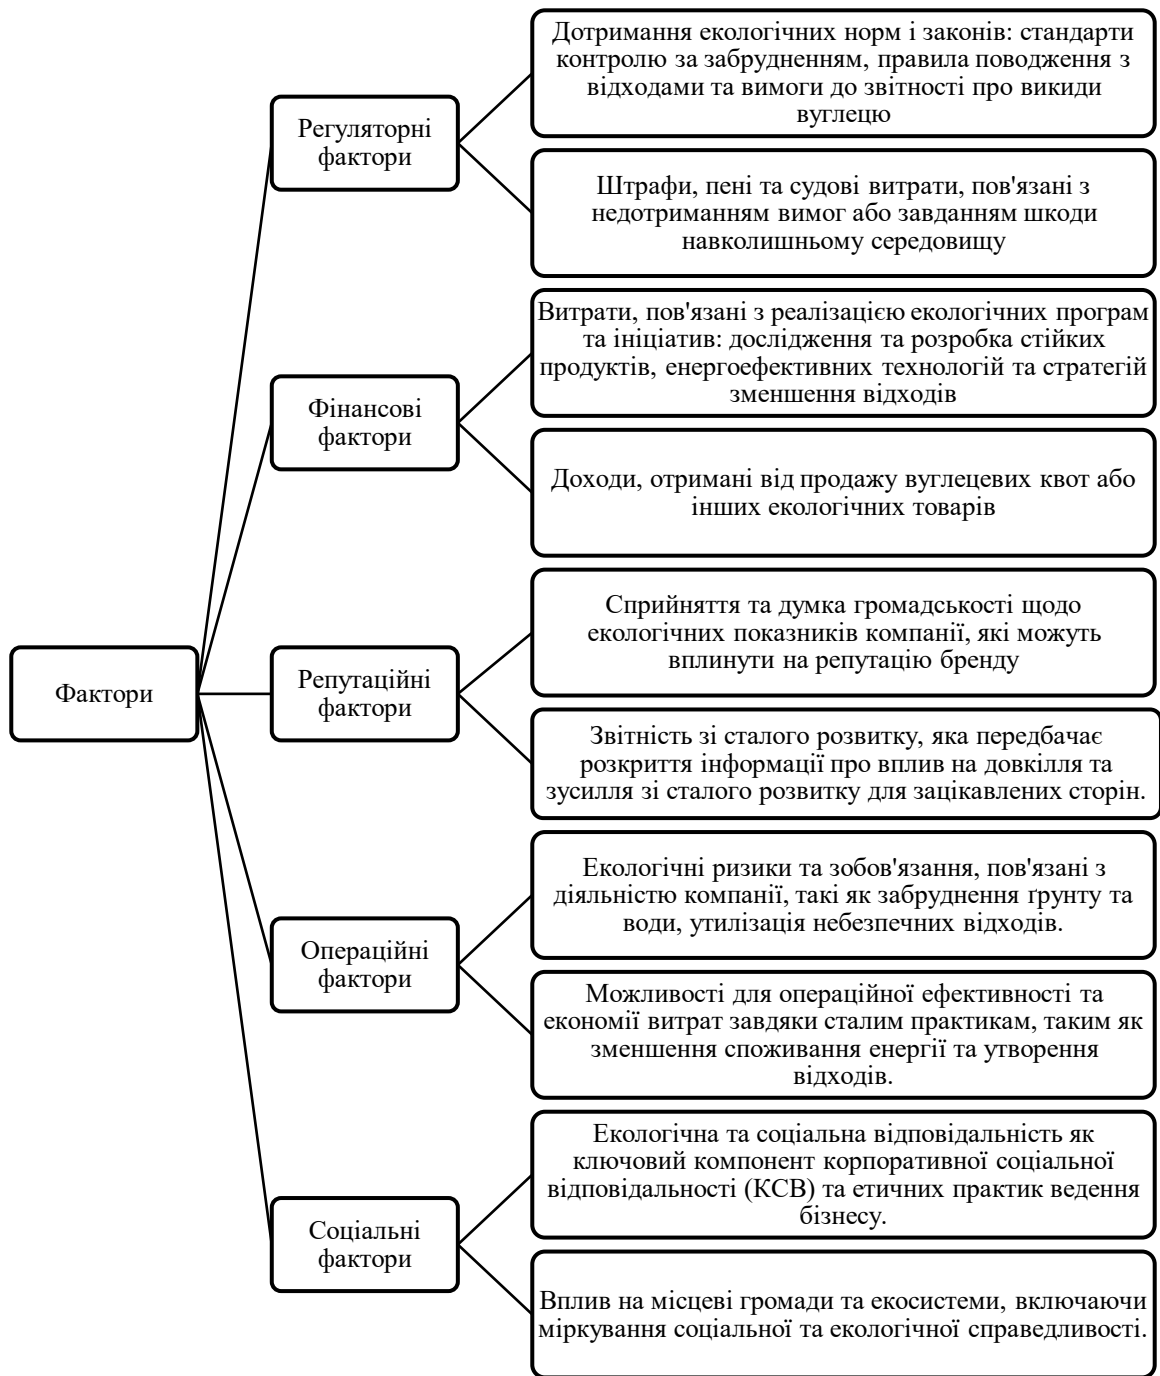 Фактори
Регуляторні
фактори
Дотримання екологічних норм і законів: стандарти
контролю за забрудненням, правила поводження з
відходами та вимоги до звітності про викиди
вуглецю
Штрафи, пені та судові витрати, пов'язані з
недотриманням вимог або завданням шкоди
навколишньому середовищу
Фінансові
фактори
Витрати, пов'язані з реалізацією екологічних програм
та ініціатив: дослідження та розробка стійких
продуктів, енергоефективних технологій та стратегій
зменшення відходів
Доходи, отримані від продажу вуглецевих квот або
інших екологічних товарів
Репутаційні
фактори
Сприйняття та думка громадськості щодо
екологічних показників компанії, які можуть
вплинути на репутацію бренду
Звітність зі сталого розвитку, яка передбачає
розкриття інформації про вплив на довкілля та
зусилля зі сталого розвитку для зацікавлених сторін.
Операційні
фактори
Екологічні ризики та зобов'язання, пов'язані з
діяльністю компанії, такі як забруднення ґрунту та
води, утилізація небезпечних відходів.
Можливості для операційної ефективності та
економії витрат завдяки сталим практикам, таким як
зменшення споживання енергії та утворення
відходів.
Соціальні
фактори
Екологічна та соціальна відповідальність як
ключовий компонент корпоративної соціальної
відповідальності (КСВ) та етичних практик ведення
бізнесу.
Вплив на місцеві громади та екосистеми, включаючи
міркування соціальної та екологічної справедливості.